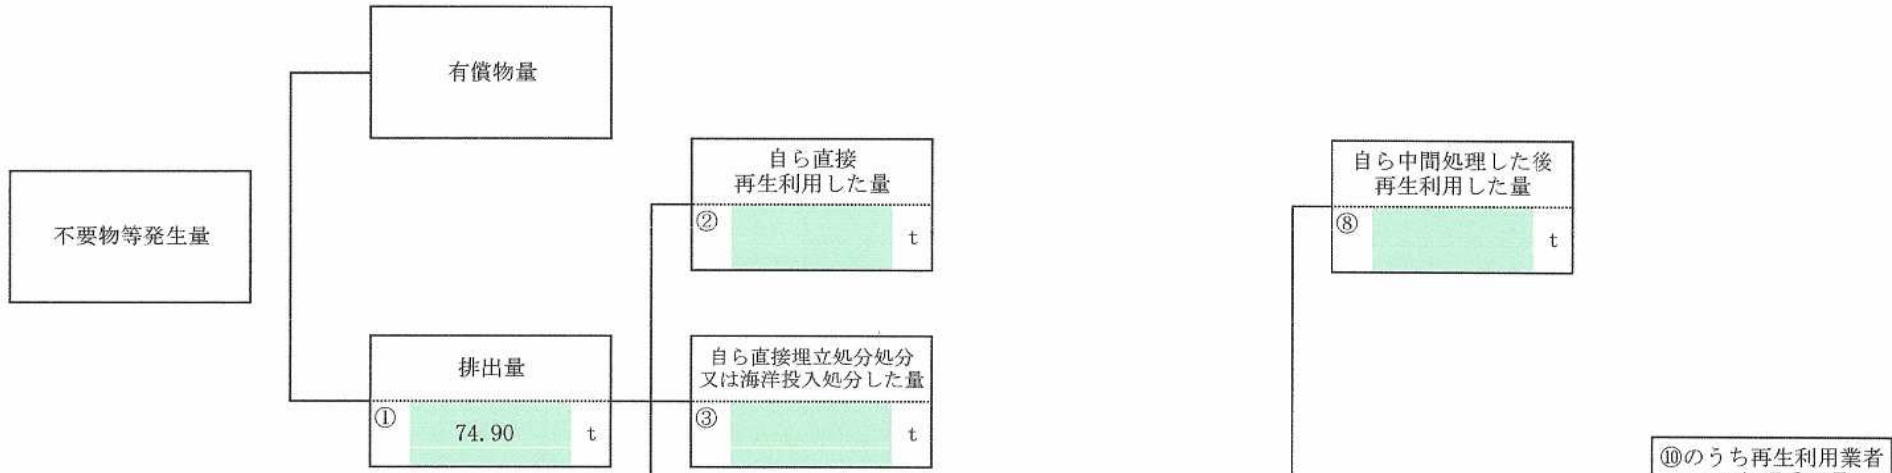 有償物量
自ら直接
再生利用した量
②
t
自ら中間処理した後
再生利用した量
⑧
t
不要物等発生量
排出量
①
74.90
t
自ら直接埋立処分処分
又は海洋投入処分した量
③
t
⑩のうち再生利用業者